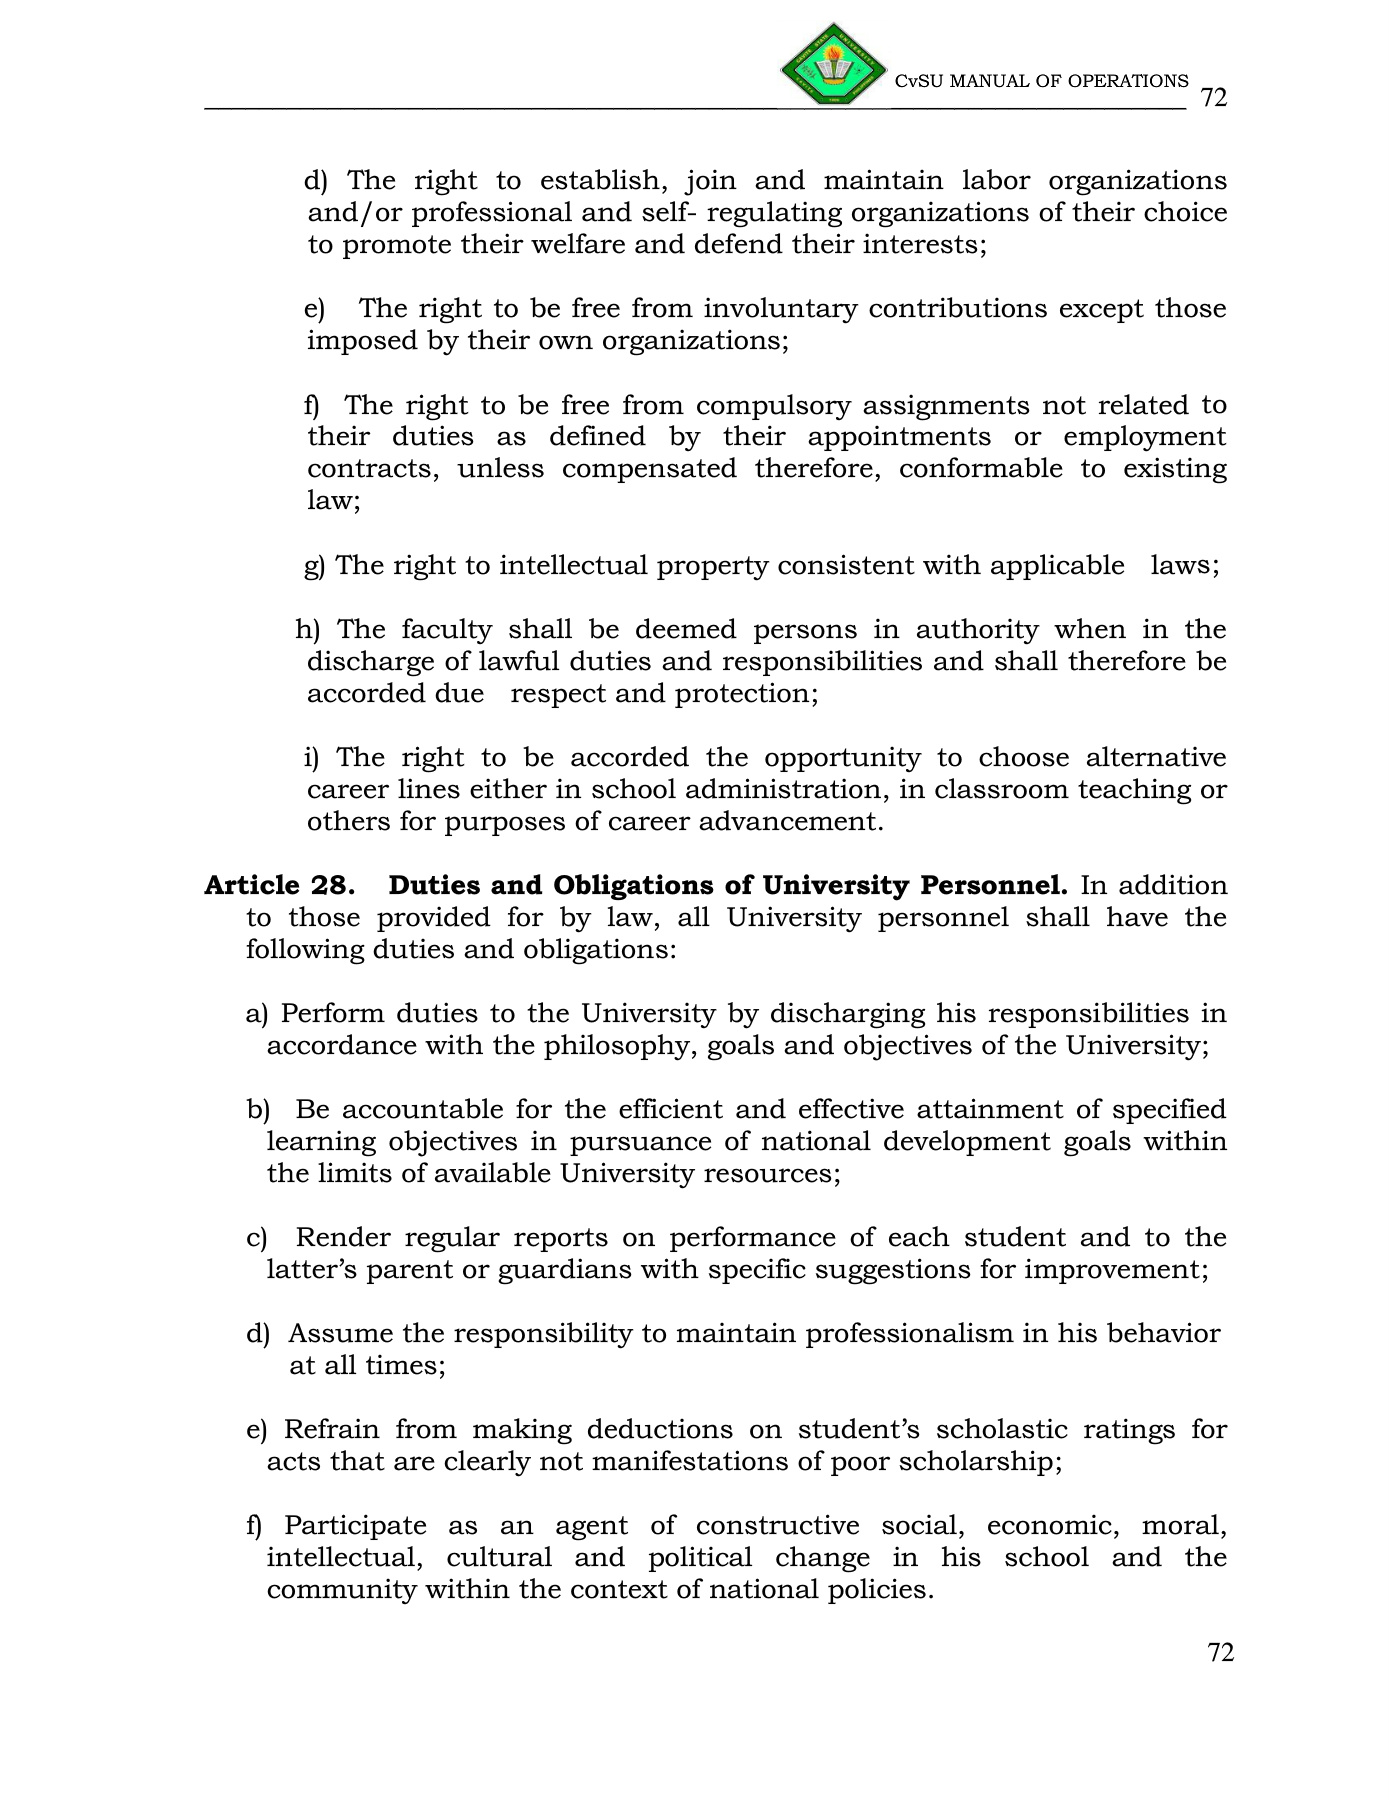 CvSU MANUAL OF OPERATIONS 72
d) The right to establish, join and maintain labor organizations
and/or professional and self- regulating organizations of their choice
to promote their welfare and defend their interests;
e) The right to be free from involuntary contributions except those
imposed by their own organizations;
f) The right to be free from compulsory assignments not related to
their duties as defined by their appointments or employment
contracts, unless compensated therefore, conformable to existing
law;
g) The right to intellectual property consistent with applicable laws;
h) The faculty shall be deemed persons in authority when in the
discharge of lawful duties and responsibilities and shall therefore be
accorded due respect and protection;
i) The right to be accorded the opportunity to choose alternative
career lines either in school administration, in classroom teaching or
others for purposes of career advancement.
Article 28. Duties and Obligations of University Personnel. In addition
to those provided for by law, all University personnel shall have the
following duties and obligations:
a) Perform duties to the University by discharging his responsibilities in
accordance with the philosophy, goals and objectives of the University;
b) Be accountable for the efficient and effective attainment of specified
learning objectives in pursuance of national development goals within
the limits of available University resources;
c) Render regular reports on performance of each student and to the
latter’s parent or guardians with specific suggestions for improvement;
d) Assume the responsibility to maintain professionalism in his behavior
at all times;
e) Refrain from making deductions on student’s scholastic ratings for
acts that are clearly not manifestations of poor scholarship;
f) Participate as an agent of constructive social, economic, moral,
intellectual, cultural and political change in his school and the
community within the context of national policies.
72